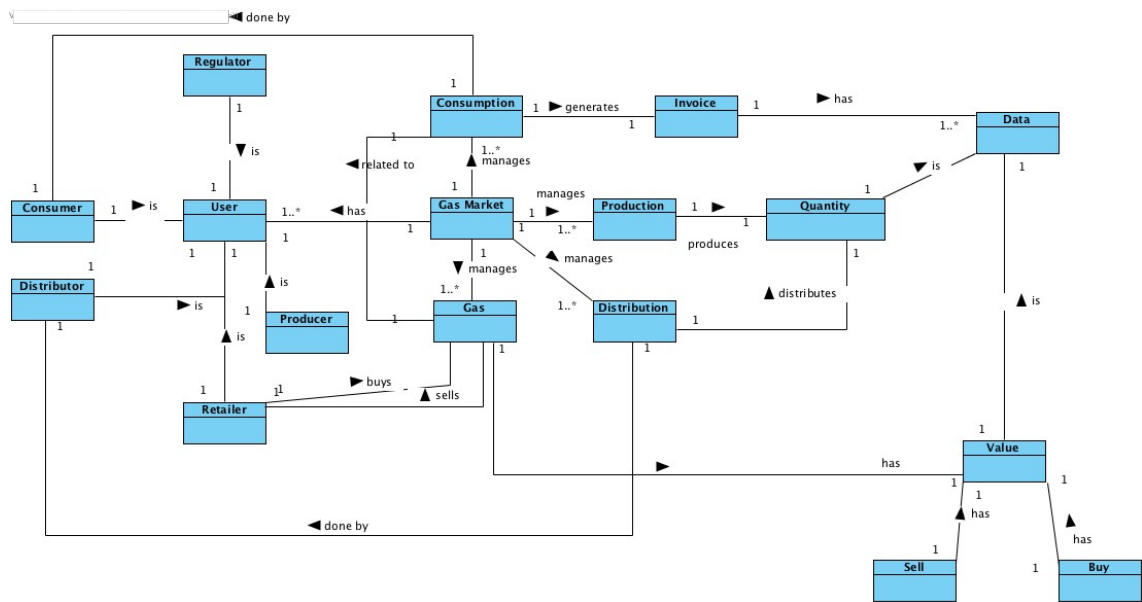 done by
Regulator
1
1
Consumption
1
generates
1
Invoice
1
has
1..*
Data
1
is
1
related to
1..*
manages
is
1
1
1
1
1
Consumer
1
is
User
1..*
has
Gas Market
manages
1
Production
1
1
Quantity
1
1
1
1
1..*
produces
1
1
1
manages
manages
1
Distributor
is
is
1..*
1..*
distributes
is
1
1
Producer
1
Gas
1
Distribution
1
1
is
buys
1
1
1
sells
Retailer
1
Value
has
1
1
1
done by
has
has
1
1
Sell
Buy